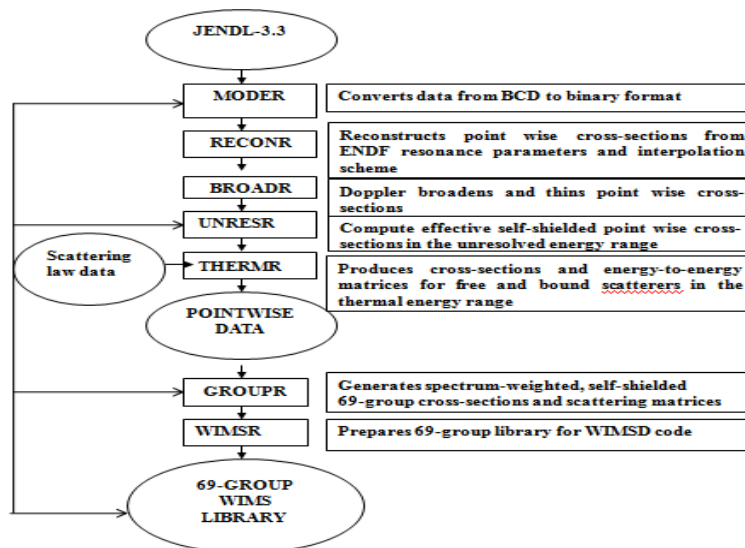 JENDL-3.3
MODER
Converts data from BCD to binary format
RECONR
Reconstructs point wise cross-sections from
ENDF resonance parameters and interpolation
scheme
BROADR
Doppler broadens and thins point wise cross-
sections
UNRESR
Compute effective self-shielded point wise cross-
sections in the unresolved energy range
Scattering
law data
THERMR
Produces cross-sections and energy-to-energy
matrices for free and bound scatterers in the
thermal energy range
POINTWISE
DATA
GROUPR
Generates spectrum-weighted, self-shielded
69-group cross-sections and scattering matrices
WIMSR
Prepares 69-group library for WIMSD code
69-GROUP
WIMS
LIBRARY